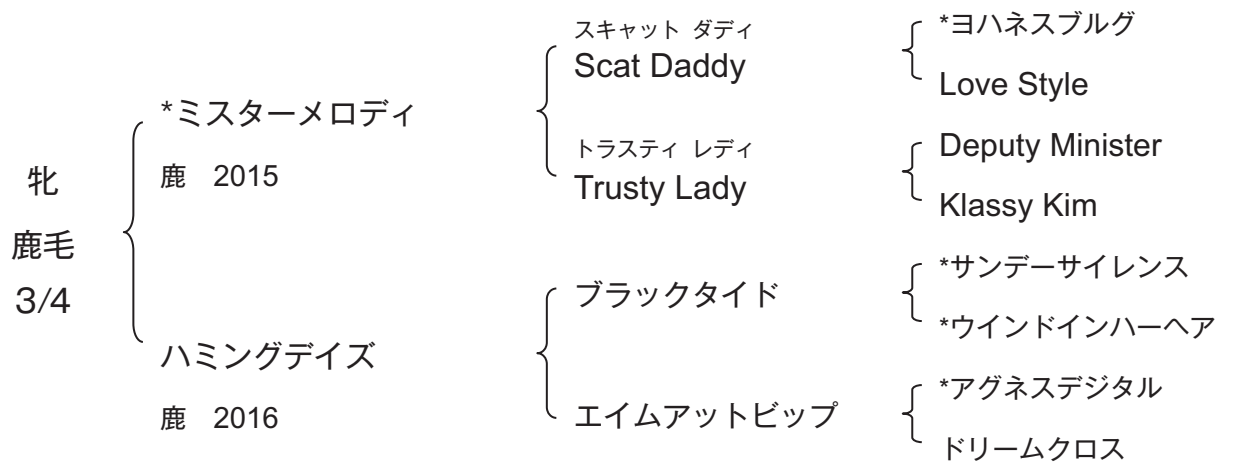 牝
鹿毛
3/4
*ミスターメロディ
鹿 2015
ハミングデイズ
鹿 2016
スキャット ダディ
Scat Daddy
トラスティ レディ
Trusty Lady
ブラックタイド
エイムアットビップ
*ヨハネスブルグ
Love Style
Deputy Minister
Klassy Kim
*サンデーサイレンス
*ウインドインハーヘア
*アグネスデジタル
ドリームクロス